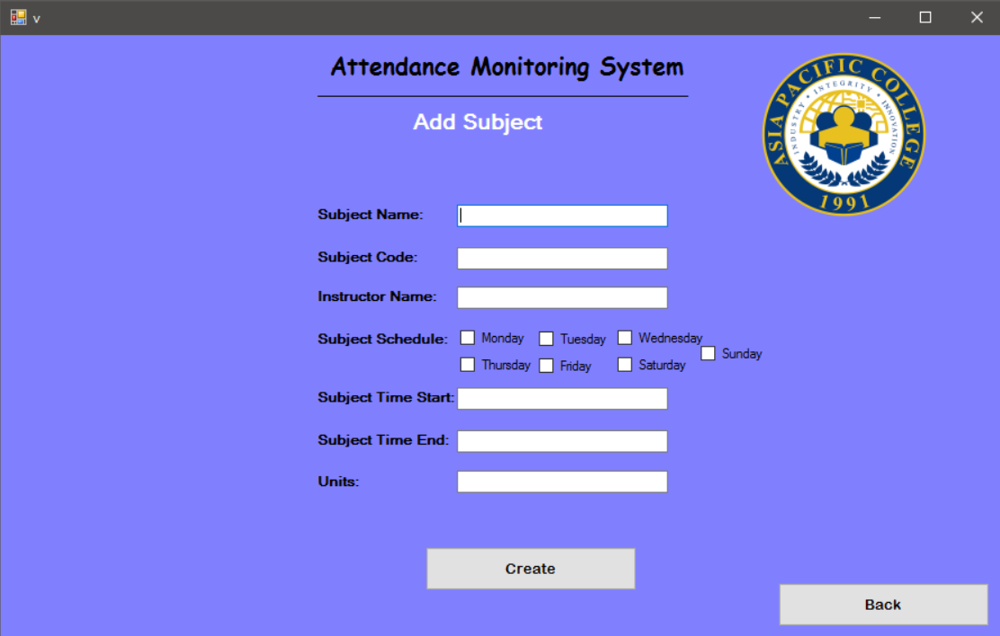 v
Attendance Monitoring System
Add Subject
ASIA PACIFIC COLLEGE
INDUSTRY • INTEGRITY • INNOVATION
1991
Subject Name:
Subject Code:
Instructor Name:
Subject Schedule: Monday Tuesday Wednesday
Sunday
Thursday Friday Saturday
Subject Time Start:
Subject Time End:
Units:
Create
Back